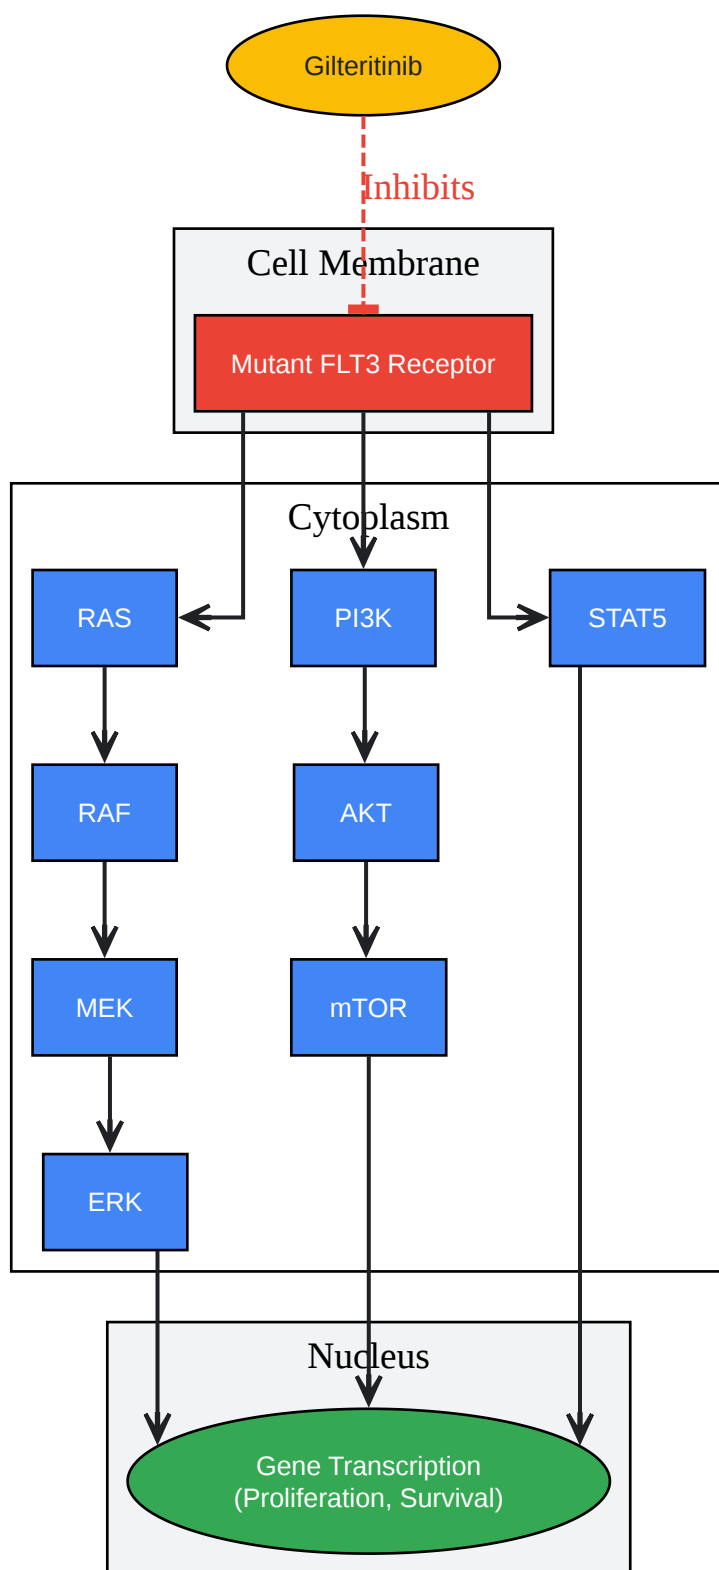 Gilteritinib
Inhibits
Cell Membrane
Mutant FLT3 Receptor
Cytoplasm
RAS
PI3K
STAT5
RAF
AKT
MEK
mTOR
ERK
Nucleus
Gene Transcription
(Proliferation, Survival)